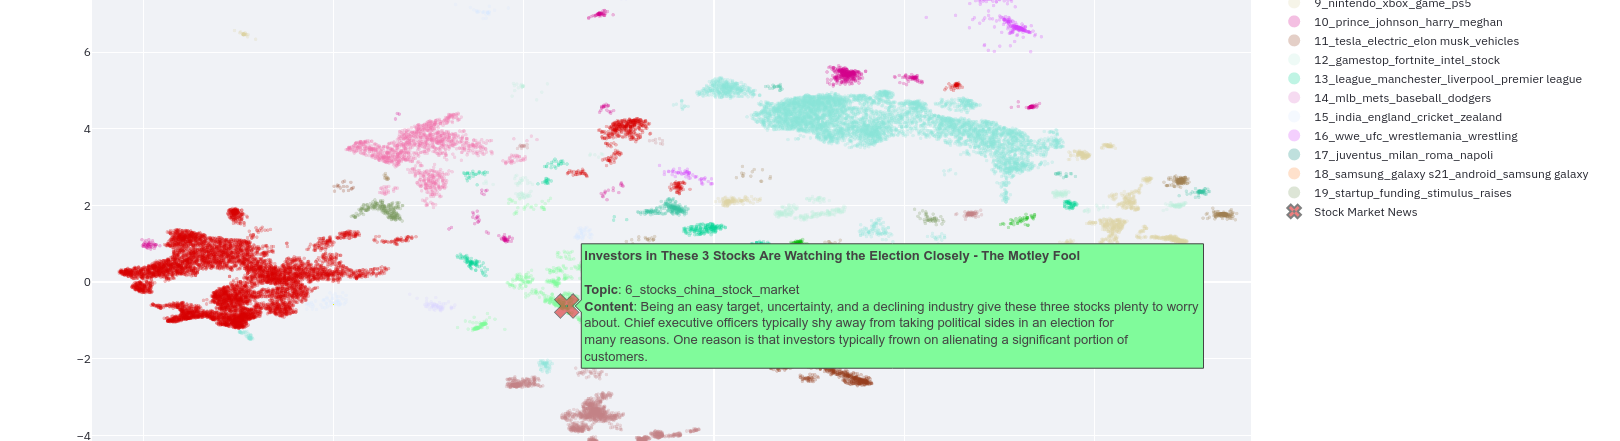 9_nintendo_xbox_game_ps5
10_prince_johnson_harry_meghan
11_tesla_electric_elon musk_vehicles
12_gamestop_fortnite_intel_stock
13_league_manchester_liverpool_premier league
14_mlb_mets_baseball_dodgers
15_india_england_cricket_zealand
16_wwe_ufc_wrestlemania_wrestling
17_juventus_milan_roma_napoli
18_samsung_galaxy s21_android_samsung galaxy
19_startup_funding_stimulus_raises
Stock Market News
6
4
2
0
−2
−4
Investors in These 3 Stocks Are Watching the Election Closely - The Motley Fool
Topic: 6_stocks_china_stock_market
Content: Being an easy target, uncertainty, and a declining industry give these three stocks plenty to worry
about. Chief executive officers typically shy away from taking political sides in an election for
many reasons. One reason is that investors typically frown on alienating a significant portion of
customers.